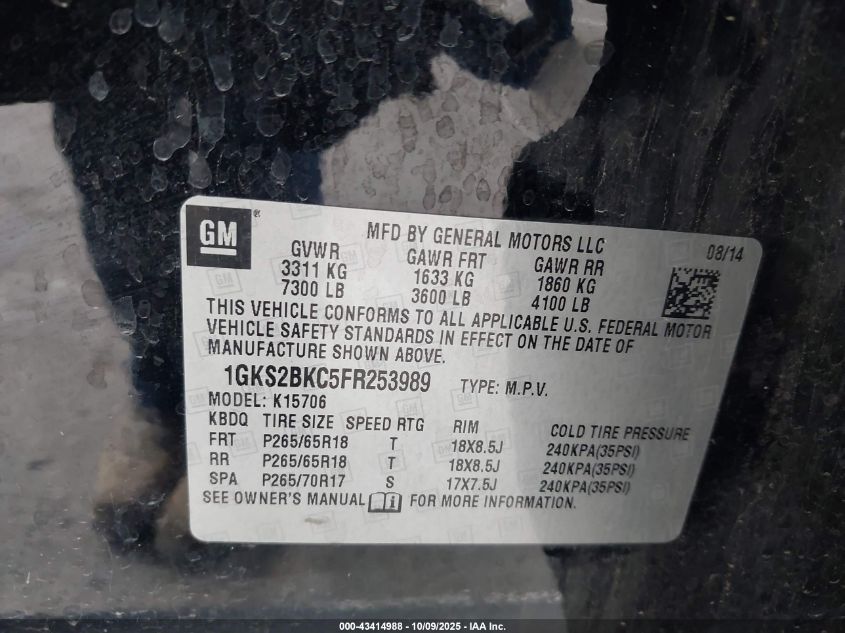 GM ®
MFD BY GENERAL MOTORS LLC
08/14
GVWR GAWR FRT GAWR RR
3311 KG 1633 KG 1860 KG
7300 LB 3600 LB 4100 LB
THIS VEHICLE CONFORMS TO ALL APPLICABLE U.S. FEDERAL MOTOR
VEHICLE SAFETY STANDARDS IN EFFECT ON THE DATE OF
MANUFACTURE SHOWN ABOVE.
1GKS2BKC5FR253989 TYPE: M.P.V.
MODEL: K15706
KBDQ TIRE SIZE SPEED RTG RIM COLD TIRE PRESSURE
FRT P265/65R18 T 18X8.5J 240KPA(35PSI)
RR P265/65R18 T 18X8.5J 240KPA(35PSI)
SPA P265/70R17 S 17X7.5J 240KPA(35PSI)
SEE OWNER'S MANUAL FOR MORE INFORMATION.
000-43414988 - 10/09/2025 - IAA Inc.